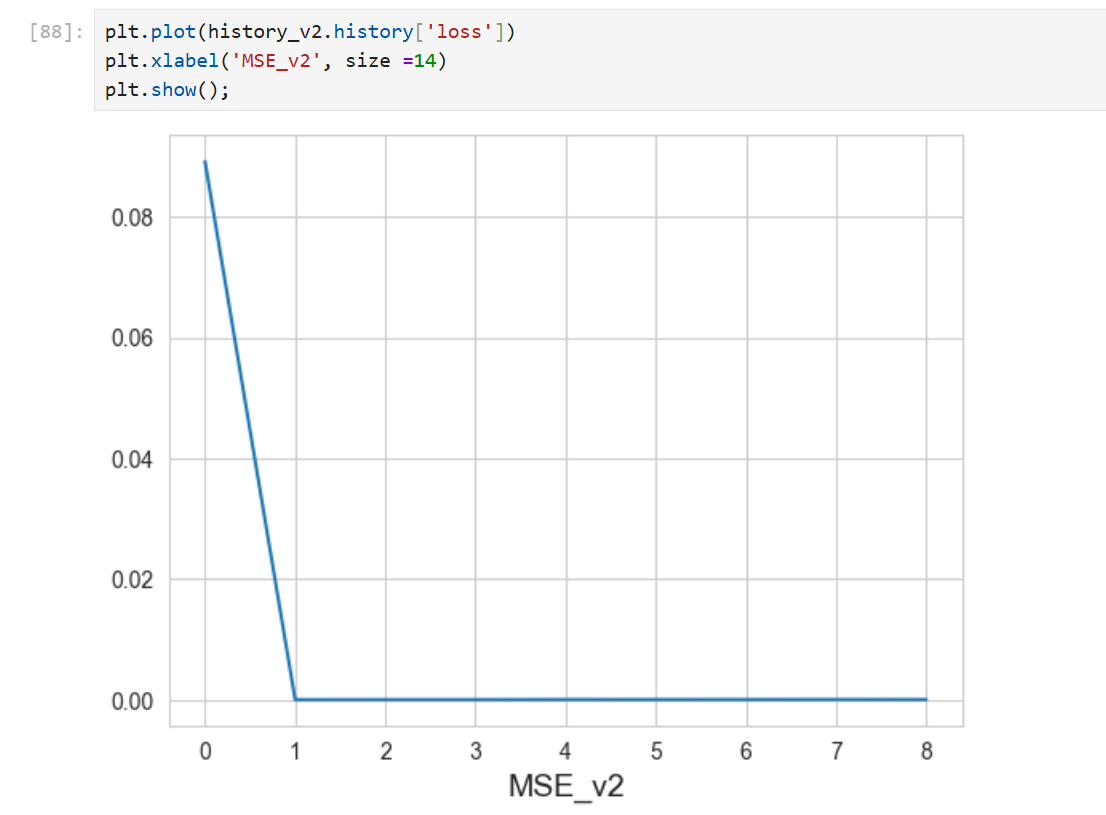 [88]: plt.plot(history_v2.history['loss'])
plt.xlabel('MSE_v2', size =14)
plt.show();
0.08
0.06
0.04
0.02
0.00
0 1 2 3 4 5 6 7 8
MSE_v2